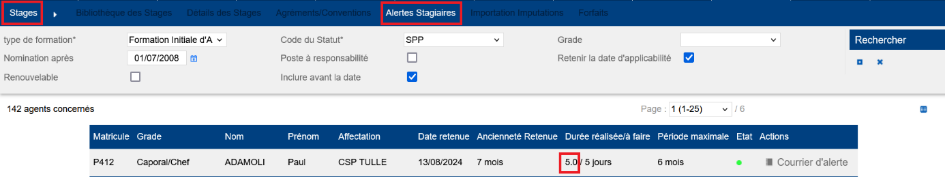 Stages Bibliothèque des Stages Détails des Stages Agréments/Conventions Alertes Stagiaires Importation Imputations Forfaits
type de formation* Formation Initiale d'A Code du Statut* SPP Grade Rechercher
Nomination après 01/07/2008 Poste à responsabilité Retenir la date d'applicabilité
Renouvelable Inclure avant la date
142 agents concernés Page : 1 (1-25) / 6
Matricule Grade Nom Prénom Affectation Date retenue Ancienneté Retenue Durée réalisée/à faire Période maximale Etat Actions
P412 Caporal/Chef ADAMOLI Paul CSP TULLE 13/08/2024 7 mois 5.0 / 5 jours 6 mois Courrier d'alerte